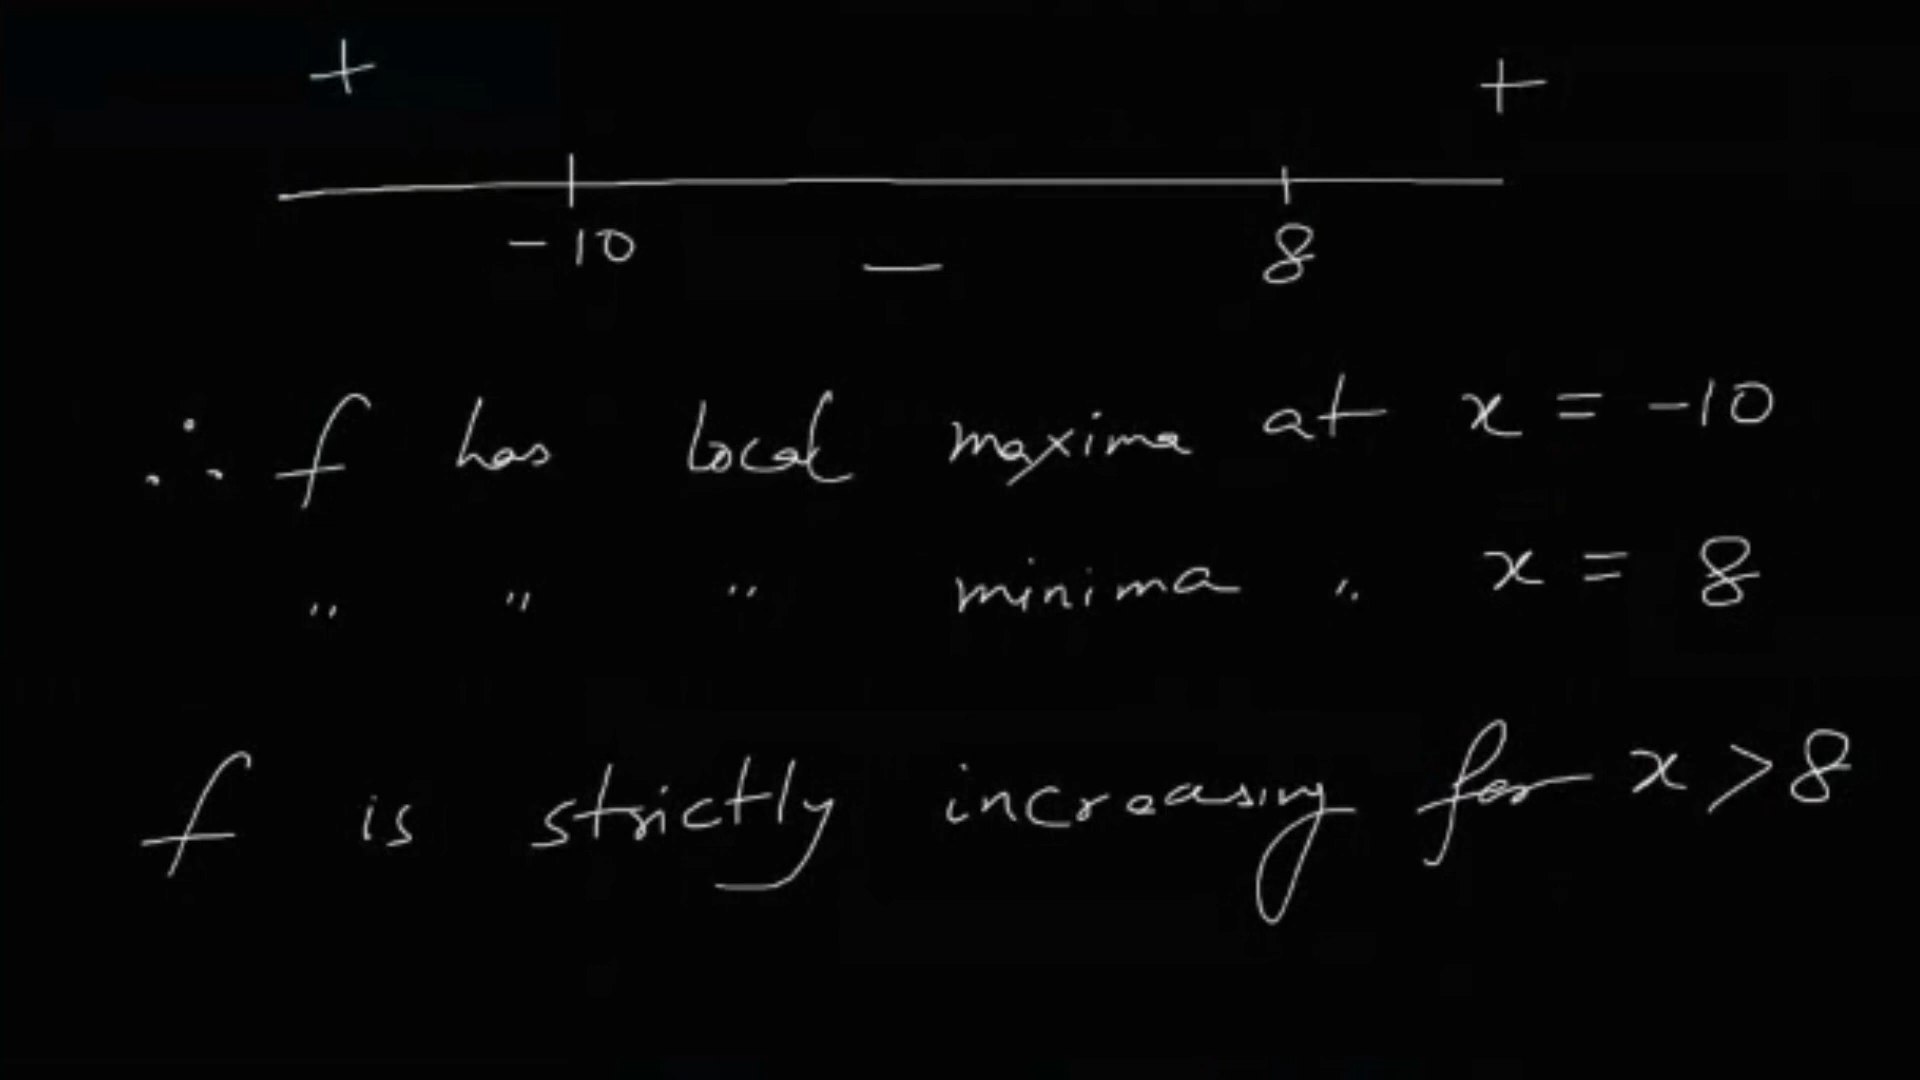 + +
-10 — 8
∴ f has local maxima at x = -10
" " " minima " x = 8
f is strictly increasing for x > 8